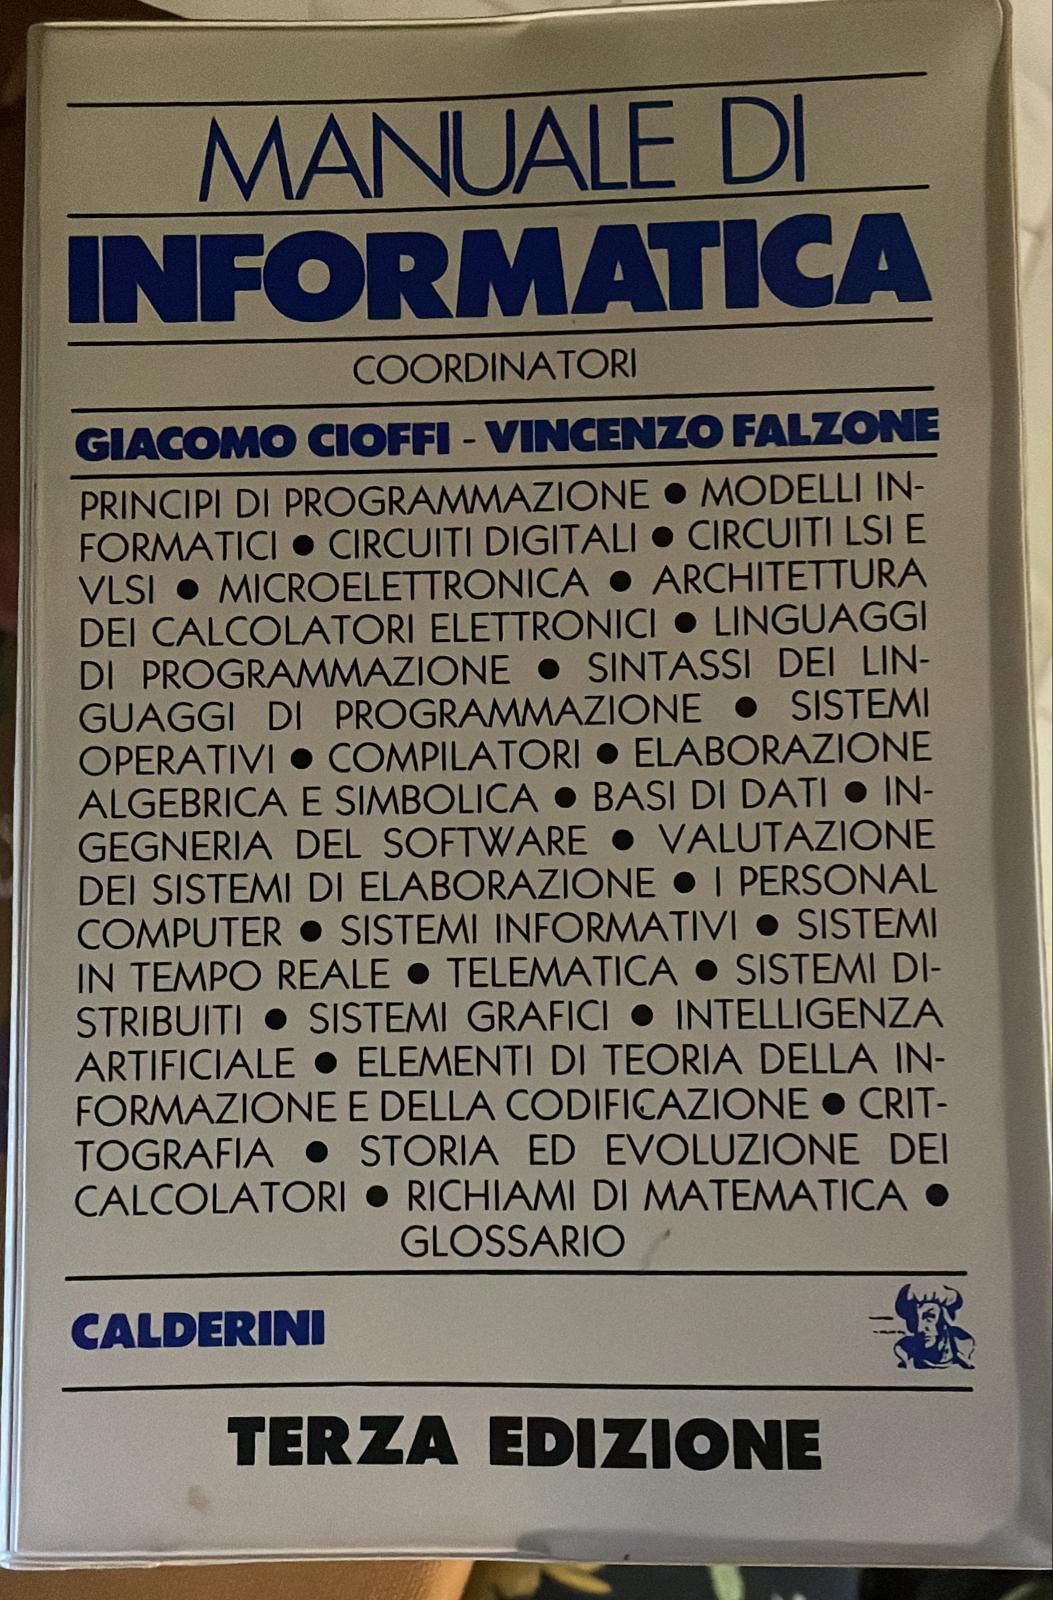 MANUALE DI
INFORMATICA
COORDINATORI
GIACOMO CIOFFI - VINCENZO FALZONE
PRINCIPI DI PROGRAMMAZIONE ● MODELLI IN-
FORMATICI ● CIRCUITI DIGITALI ● CIRCUITI LSI E
VLSI ● MICROELETTRONICA ● ARCHITETTURA
DEI CALCOLATORI ELETTRONICI ● LINGUAGGI
DI PROGRAMMAZIONE ● SINTASSI DEI LIN-
GUAGGI DI PROGRAMMAZIONE ● SISTEMI
OPERATIVI ● COMPILATORI ● ELABORAZIONE
ALGEBRICA E SIMBOLICA ● BASI DI DATI ● IN-
GEGNERIA DEL SOFTWARE ● VALUTAZIONE
DEI SISTEMI DI ELABORAZIONE ● I PERSONAL
COMPUTER ● SISTEMI INFORMATIVI ● SISTEMI
IN TEMPO REALE ● TELEMATICA ● SISTEMI DI-
STRIBUITI ● SISTEMI GRAFICI ● INTELLIGENZA
ARTIFICIALE ● ELEMENTI DI TEORIA DELLA IN-
FORMAZIONE E DELLA CODIFICAZIONE ● CRIT-
TOGRAFIA ● STORIA ED EVOLUZIONE DEI
CALCOLATORI ● RICHIAMI DI MATEMATICA ●
GLOSSARIO
CALDERINI
TERZA EDIZIONE